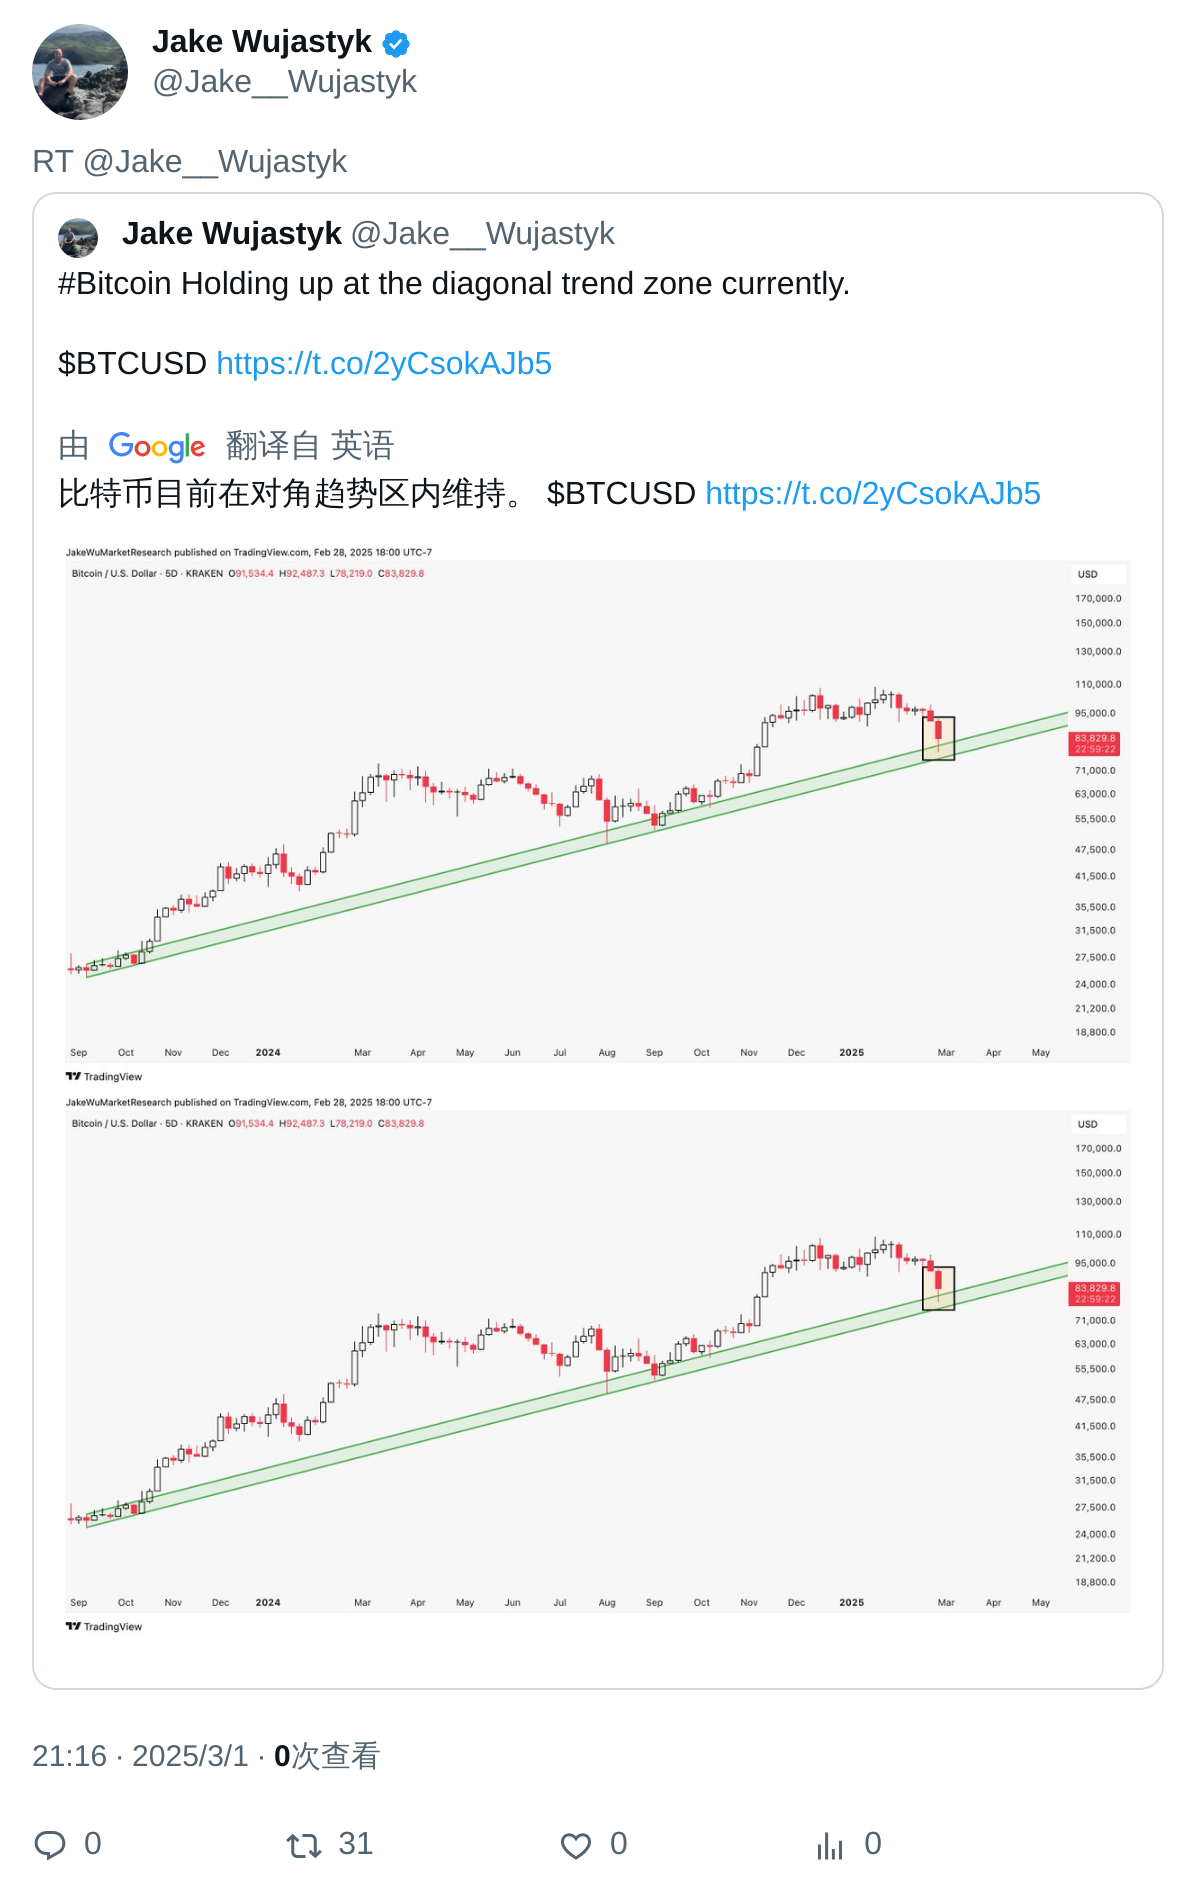 Jake Wujastyk
@Jake__Wujastyk
RT @Jake__Wujastyk
Jake Wujastyk @Jake__Wujastyk
#Bitcoin Holding up at the diagonal trend zone currently.
$BTCUSD https://t.co/2yCsokAJb5
由 Google 翻译自 英语
比特币目前在对角趋势区内维持。 $BTCUSD https://t.co/2yCsokAJb5
JakeWuMarketResearch published on TradingView.com, Feb 28, 2025 18:00 UTC-7
Bitcoin / U.S. Dollar · 5D · KRAKEN O91,534.4 H92,487.3 L78,219.0 C83,829.8
USD
170,000.0
150,000.0
130,000.0
110,000.0
95,000.0
83,829.8
22:59:22
71,000.0
63,000.0
55,500.0
47,500.0
41,500.0
35,500.0
31,500.0
27,500.0
24,000.0
21,200.0
18,800.0
Sep Oct Nov Dec 2024 Mar Apr May Jun Jul Aug Sep Oct Nov Dec 2025 Mar Apr May
TradingView
JakeWuMarketResearch published on TradingView.com, Feb 28, 2025 18:00 UTC-7
Bitcoin / U.S. Dollar · 5D · KRAKEN O91,534.4 H92,487.3 L78,219.0 C83,829.8
USD
170,000.0
150,000.0
130,000.0
110,000.0
95,000.0
83,829.8
22:59:22
71,000.0
63,000.0
55,500.0
47,500.0
41,500.0
35,500.0
31,500.0
27,500.0
24,000.0
21,200.0
18,800.0
Sep Oct Nov Dec 2024 Mar Apr May Jun Jul Aug Sep Oct Nov Dec 2025 Mar Apr May
TradingView
21:16 · 2025/3/1 · 0次查看
0 31 0 0